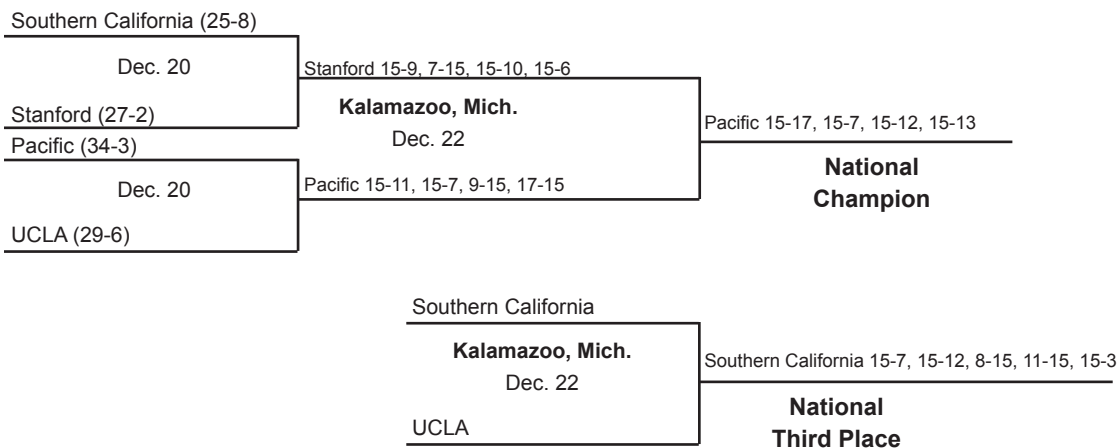 Southern California (25-8)
Dec. 20
Stanford 15-9, 7-15, 15-10, 15-6
Stanford (27-2)
Kalamazoo, Mich.
Dec. 22
Pacific 15-17, 15-7, 15-12, 15-13
Pacific (34-3)
National
Champion
Dec. 20
Pacific 15-11, 15-7, 9-15, 17-15
UCLA (29-6)
Southern California
Kalamazoo, Mich.
Dec. 22
Southern California 15-7, 15-12, 8-15, 11-15, 15-3
UCLA
National
Third Place